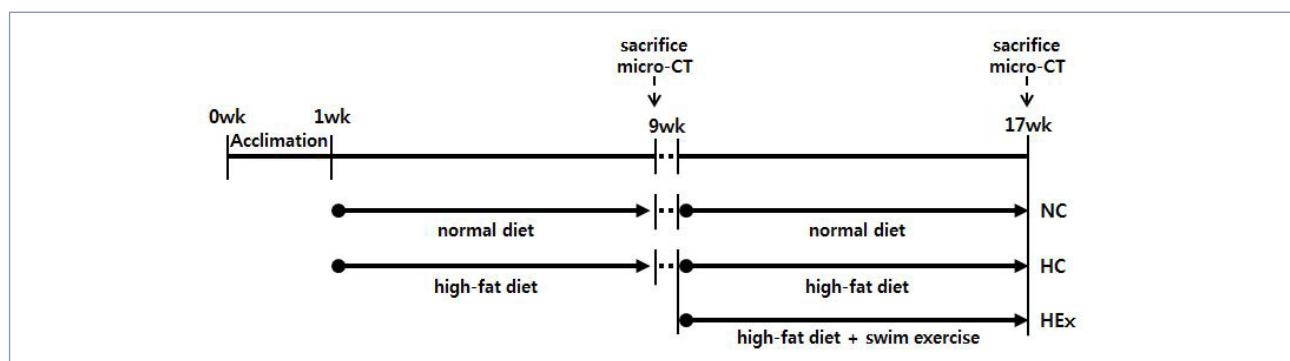 sacrifice
micro-CT
sacrifice
micro-CT
0wk
1wk
9wk
17wk
Acclimation
normal diet
normal diet
NC
high-fat diet
high-fat diet
HC
high-fat diet + swim exercise
HEx